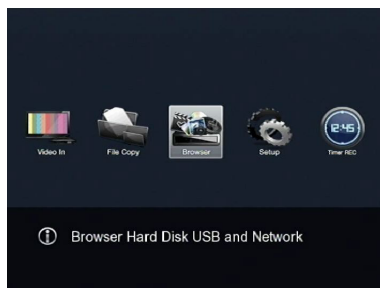 12:45
Video In File Copy Browser Setup Timer REC
Browser Hard Disk USB and Network